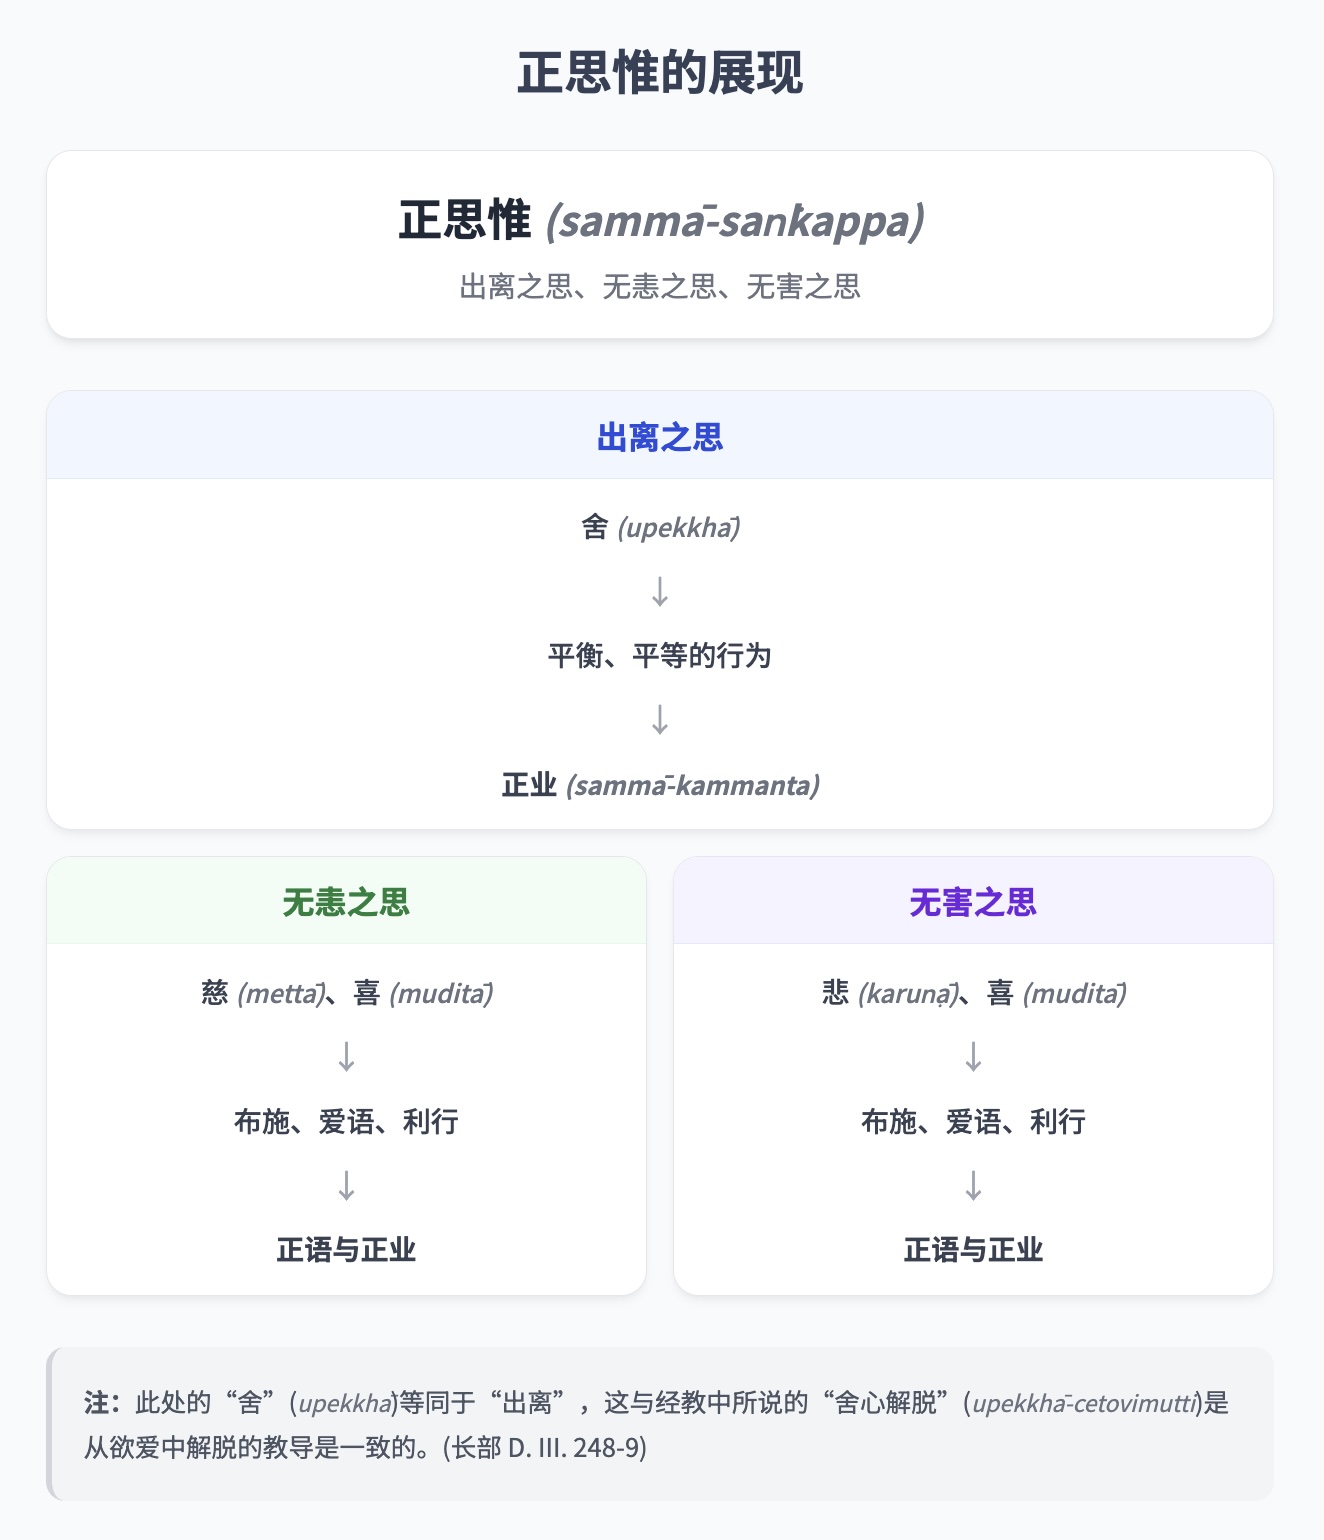 正思惟的展现
正思惟 (sammā-saṅkappa)
出离之思、无恚之思、无害之思
出离之思
舍 (upekkhā)
↓
平衡、平等的行为
↓
正业 (sammā-kammanta)
无恚之思
慈 (mettā)、喜 (muditā)
↓
布施、爱语、利行
↓
正语与正业
无害之思
悲 (karuṇā)、喜 (muditā)
↓
布施、爱语、利行
↓
正语与正业
注：此处的“舍”(upekkhā)等同于“出离”，这与经教中所说的“舍心解脱”(upekkhā-cetovimutti)是
从欲爱中解脱的教导是一致的。(长部 D. III. 248-9)